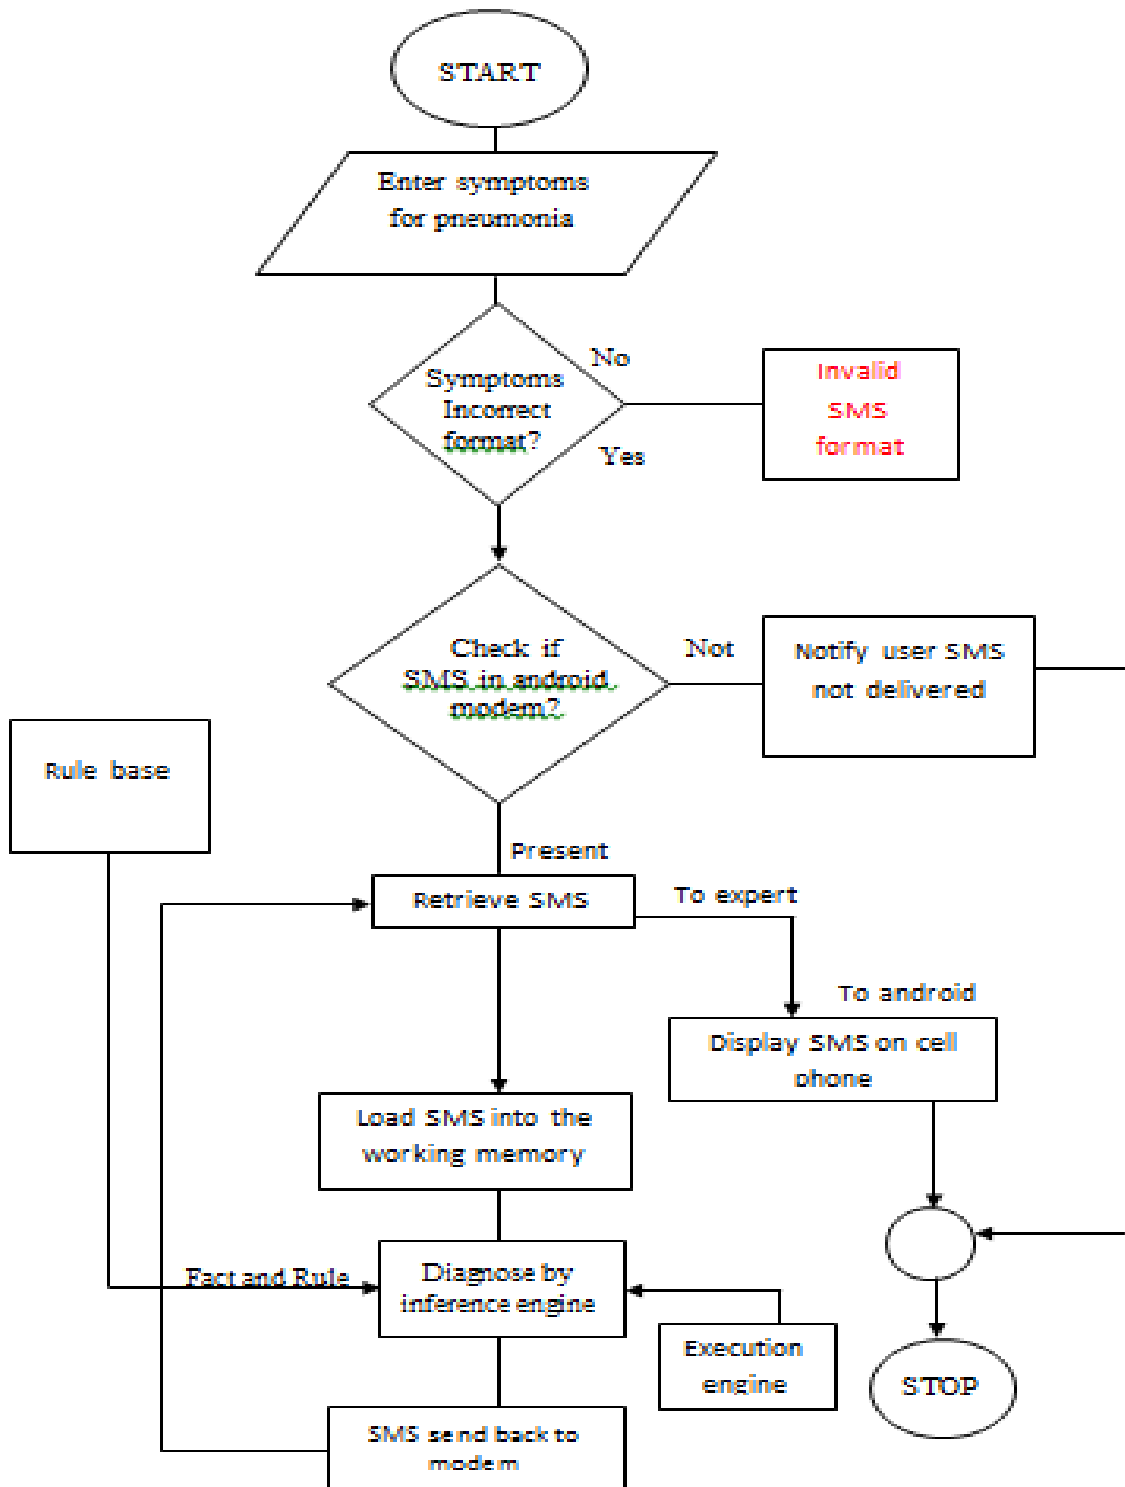 START
Enter symptoms
for pneumonia
No
Symptoms
Incorrect
format?
Yes
Invalid
SMS
format
Check if
SMS in android
modem?
Not
Notify user SMS
not delivered
Rule base
Present
Retrieve SMS
To expert
To android
Display SMS on cell
phone
Load SMS into the
working memory
Fact and Rule
Diagnose by
inference engine
Execution
engine
STOP
SMS send back to
modem